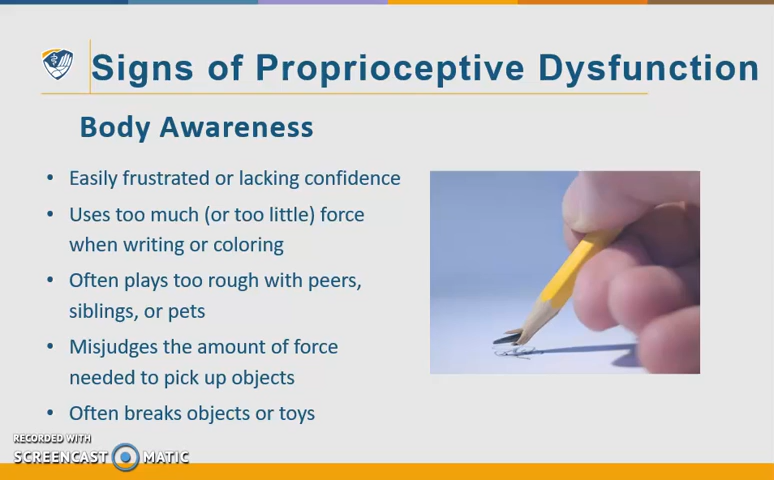 Signs of Proprioceptive Dysfunction
Body Awareness
• Easily frustrated or lacking confidence
• Uses too much (or too little) force
when writing or coloring
• Often plays too rough with peers,
siblings, or pets
• Misjudges the amount of force
needed to pick up objects
• Often breaks objects or toys
RECORDED WITH
SCREENCAST MATIC